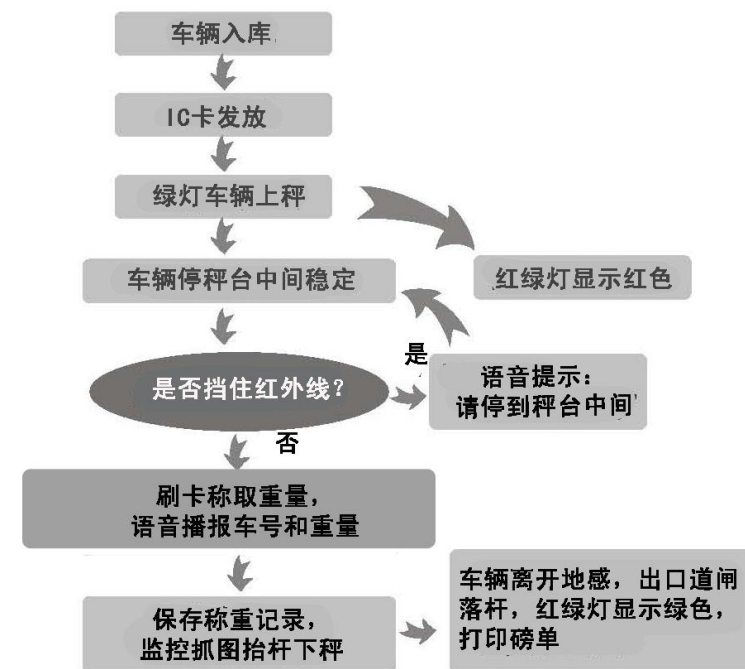 车辆入库
IC卡发放
绿灯车辆上秤
红绿灯显示红色
车辆停秤台中间稳定
是否挡住红外线？
是
语音提示：
请停到秤台中间
否
刷卡称取重量，
语音播报车号和重量
保存称重记录，
监控抓图抬杆下秤
车辆离开地感，出口道闸
落杆，红绿灯显示绿色，
打印磅单